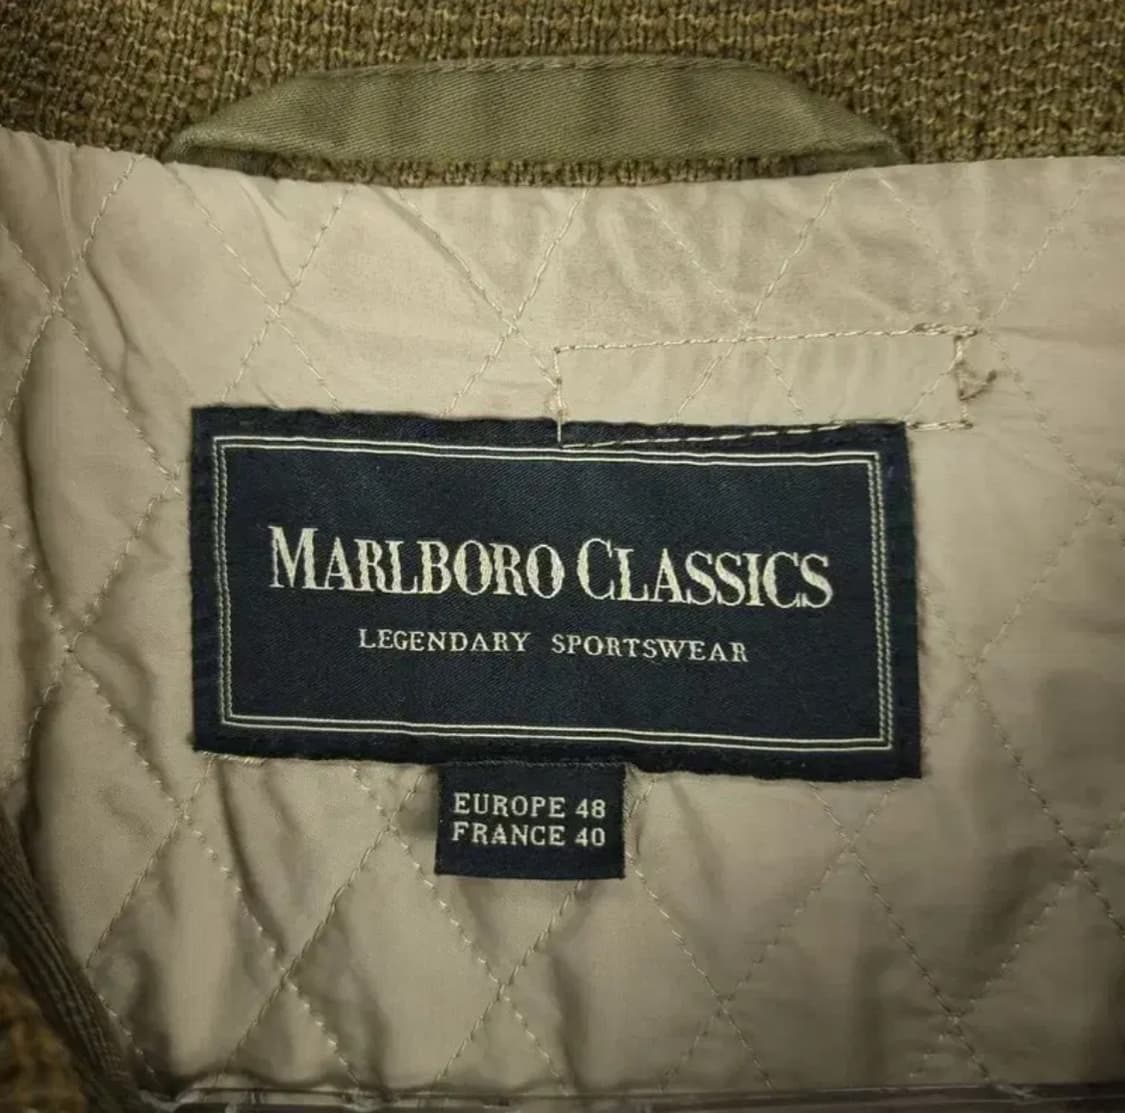 MARLBORO CLASSICS
LEGENDARY SPORTSWEAR
EUROPE 48
FRANCE 40